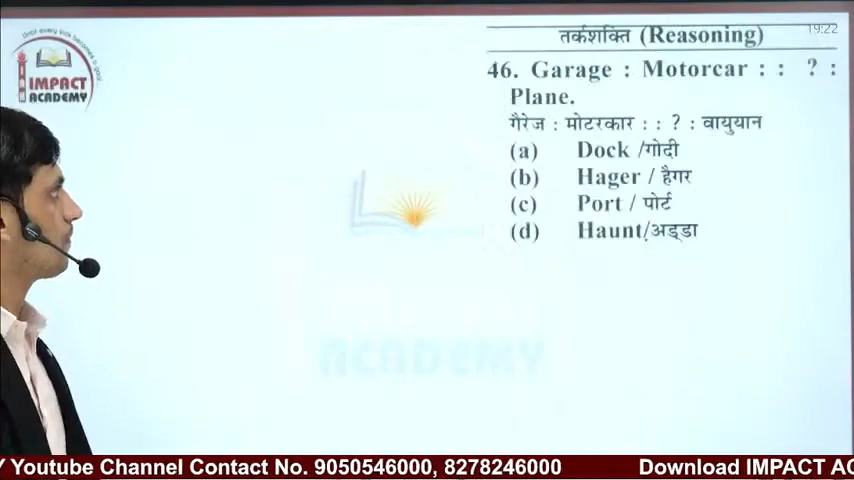 तर्कशक्ति (Reasoning)
19:22
46. Garage : Motorcar : : ? :
Plane.
गैरेज : मोटरकार : : ? : वायुयान
(a) Dock /गोदी
(b) Hager / हैगर
(c) Port / पोर्ट
(d) Haunt/अड्डा
IMPACT
ACADEMY
ACADEMY
Y Youtube Channel Contact No. 9050546000, 8278246000 Download IMPACT AC